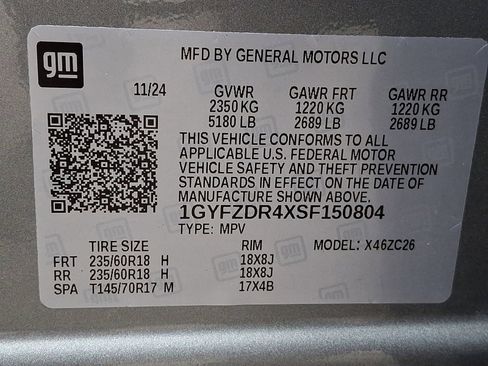 gm
MFD BY GENERAL MOTORS LLC
11/24 GVWR GAWR FRT GAWR RR
2350 KG 1220 KG 1220 KG
5180 LB 2689 LB 2689 LB
THIS VEHICLE CONFORMS TO ALL
APPLICABLE U.S. FEDERAL MOTOR
VEHICLE SAFETY AND THEFT PREVENTION
STANDARDS IN EFFECT ON THE DATE OF
MANUFACTURE SHOWN ABOVE.
1GYFZDR4XSF150804
TYPE: MPV
TIRE SIZE RIM MODEL: X46ZC26
FRT 235/60R18 H 18X8J
RR 235/60R18 H 18X8J
SPA T145/70R17 M 17X4B